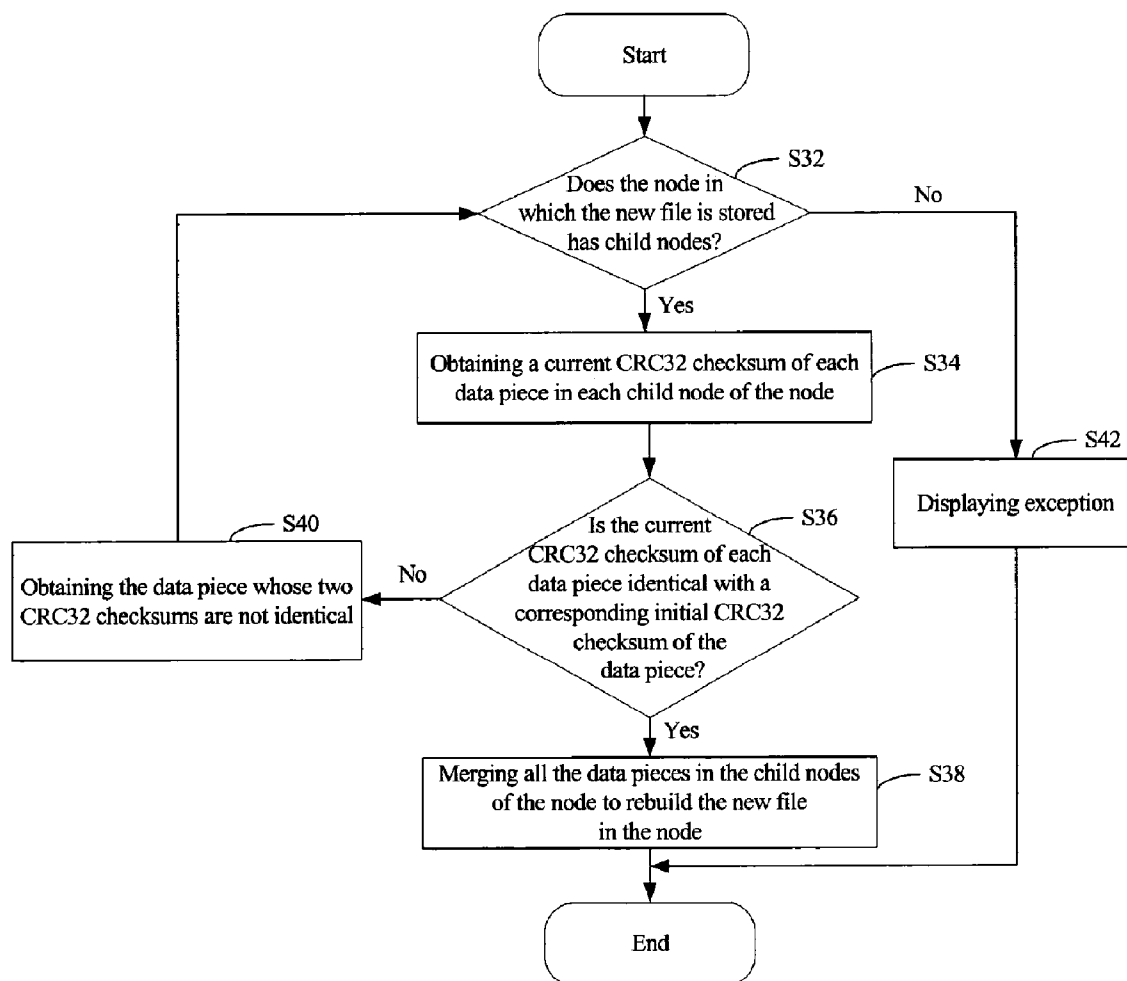 Start
S32
Does the node in
which the new file is stored
has child nodes?
No
Yes
Obtaining a current CRC32 checksum of each
data piece in each child node of the node
S34
S42
Displaying exception
S36
Is the current
CRC32 checksum of each
data piece identical with a
corresponding initial CRC32
checksum of the
data piece?
No
S40
Obtaining the data piece whose two
CRC32 checksums are not identical
Yes
Merging all the data pieces in the child nodes
of the node to rebuild the new file
in the node
S38
End